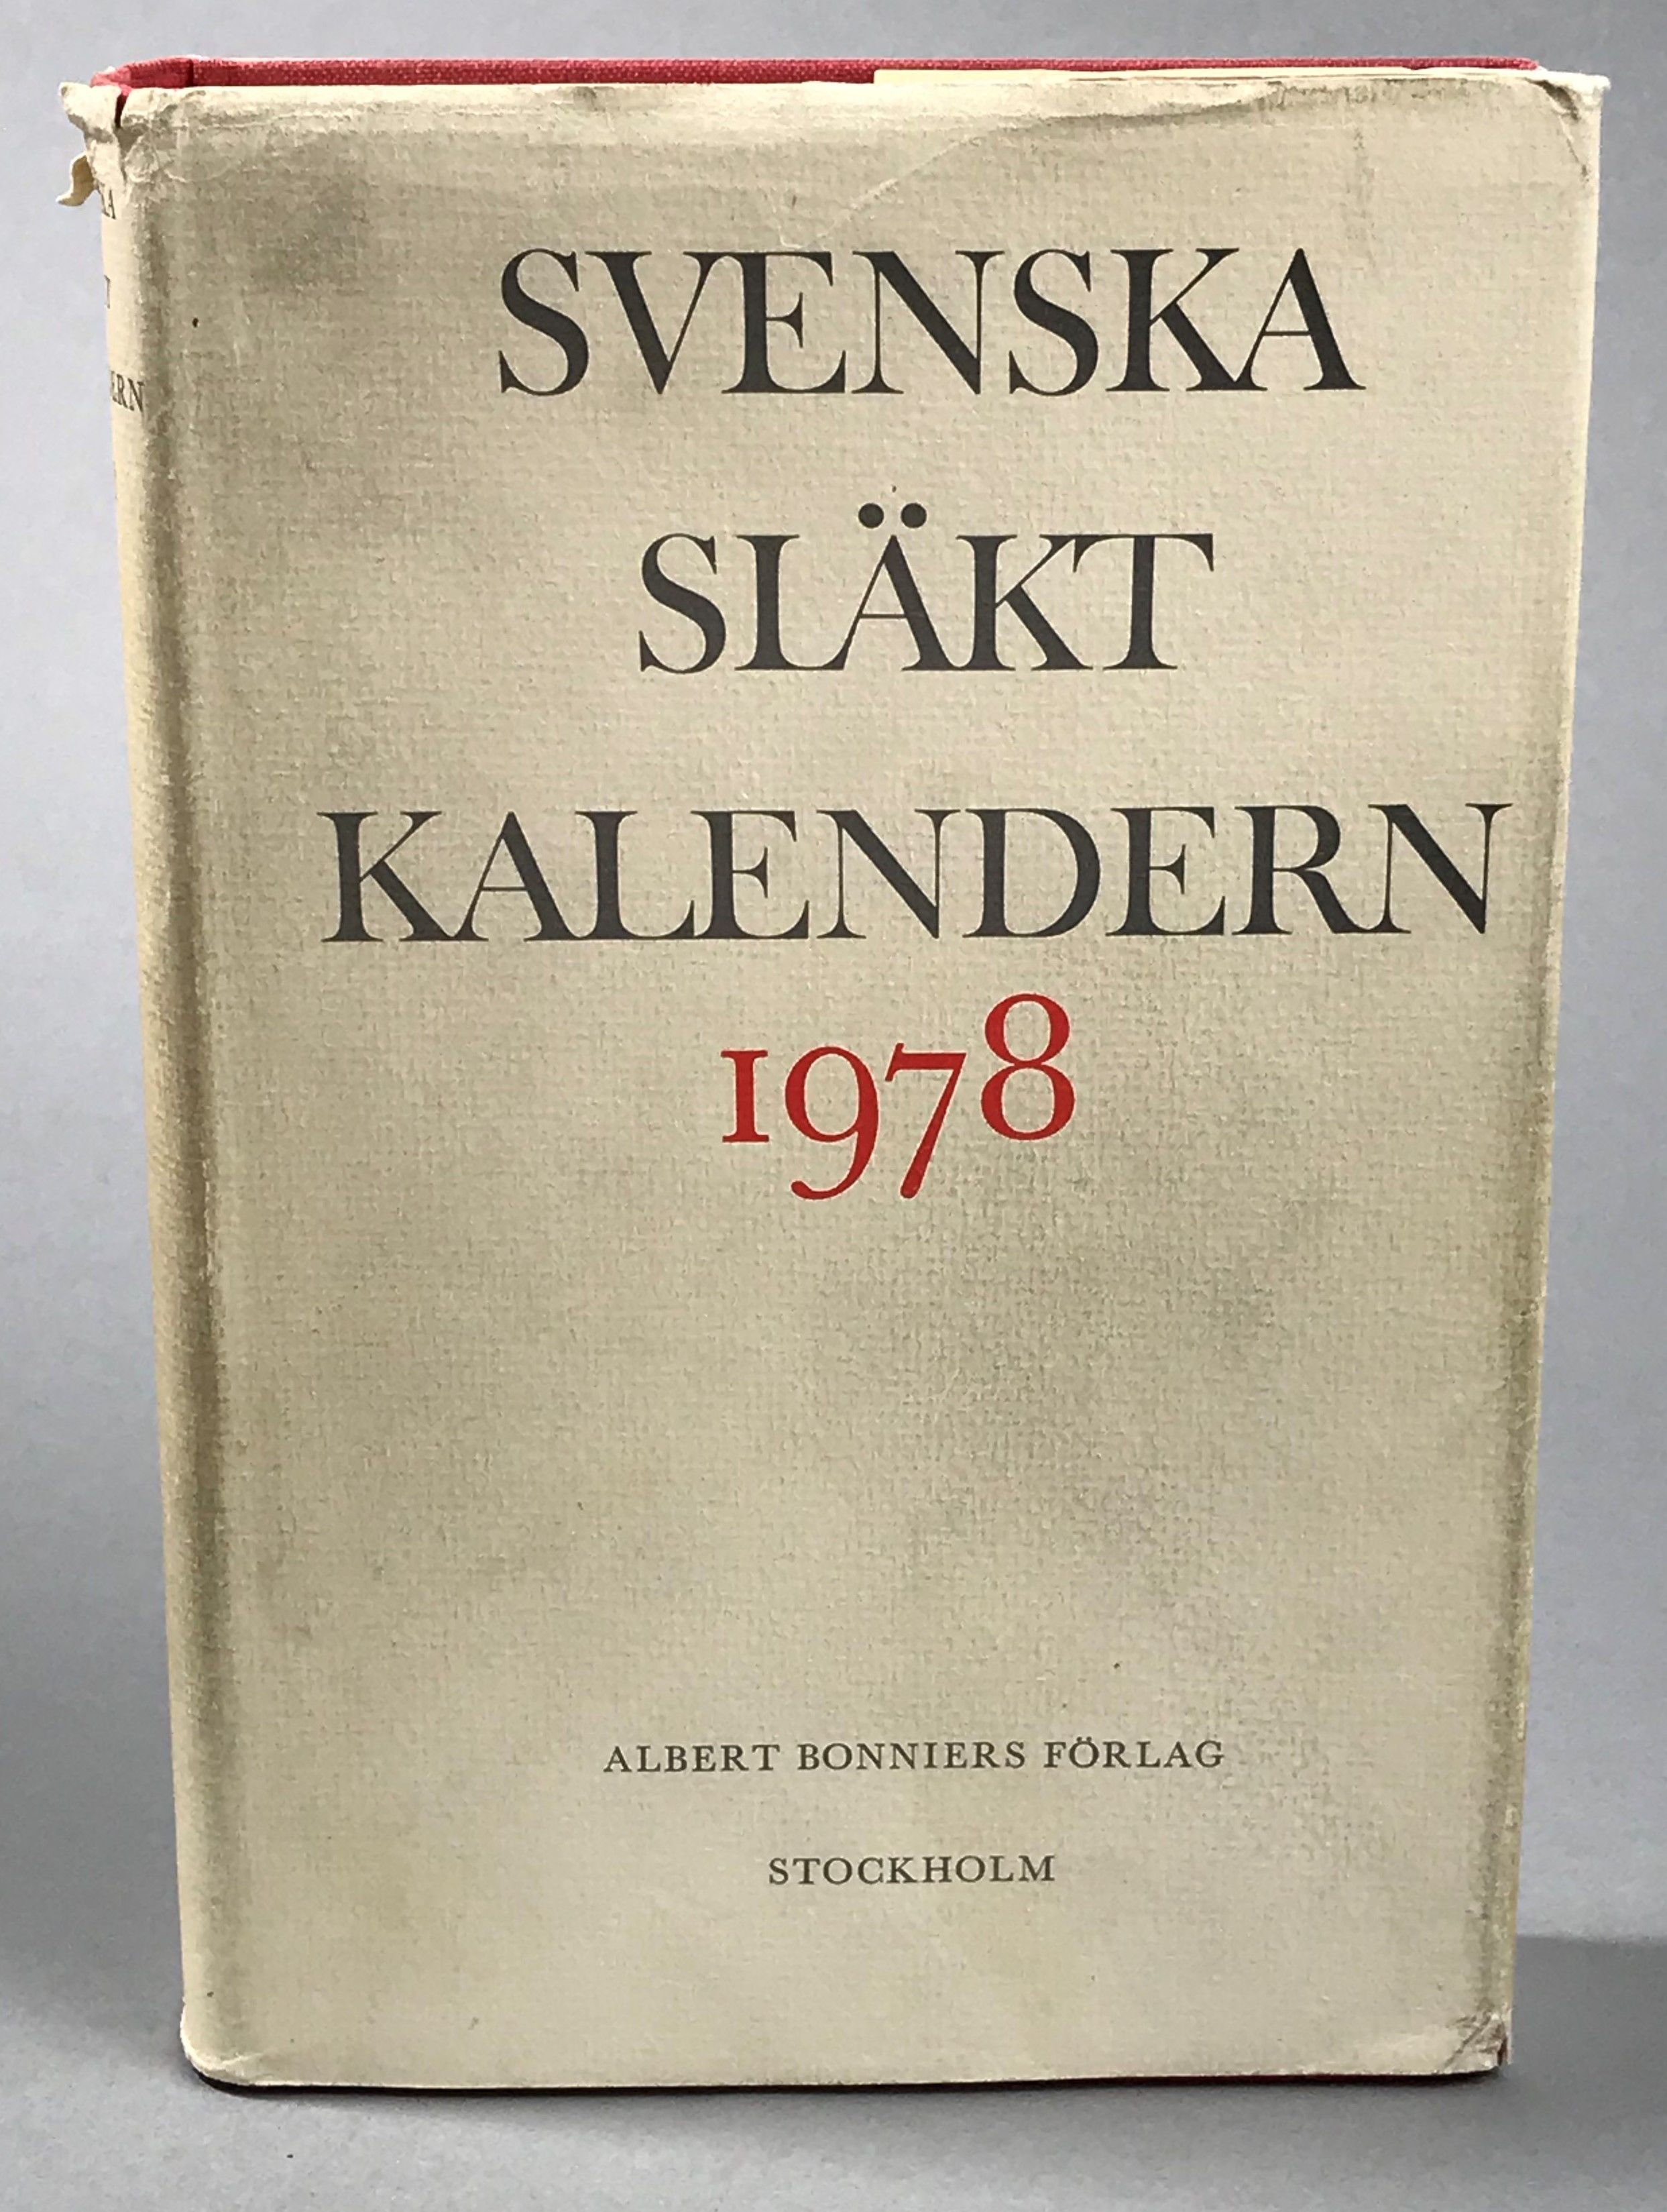 SVENSKA
SLÄKT
KALENDERN
1978
ALBERT BONNIERS FÖRLAG
STOCKHOLM